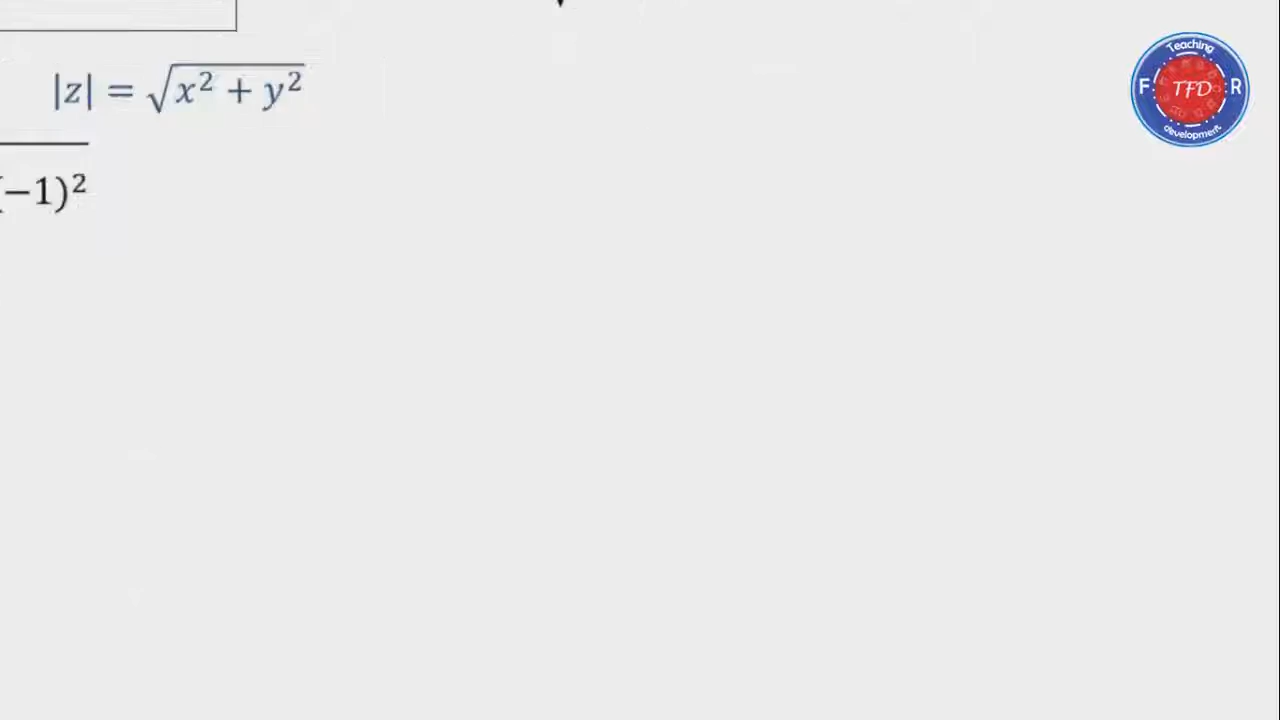 |z| = √x² + y²
(−1)²
Teaching
F TFD R
development